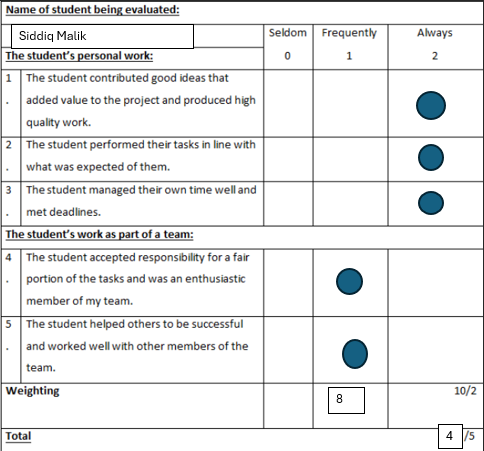 Name of student being evaluated:
Siddiq Malik
Seldom Frequently Always
The student's personal work: 0 1 2
1 The student contributed good ideas that
. added value to the project and produced high
quality work.
2 The student performed their tasks in line with
. what was expected of them.
3 The student managed their own time well and
. met deadlines.
The student's work as part of a team:
4 The student accepted responsibility for a fair
. portion of the tasks and was an enthusiastic
member of my team.
5 The student helped others to be successful
. and worked well with other members of the
team.
Weighting 8 10/2
Total 4 /5